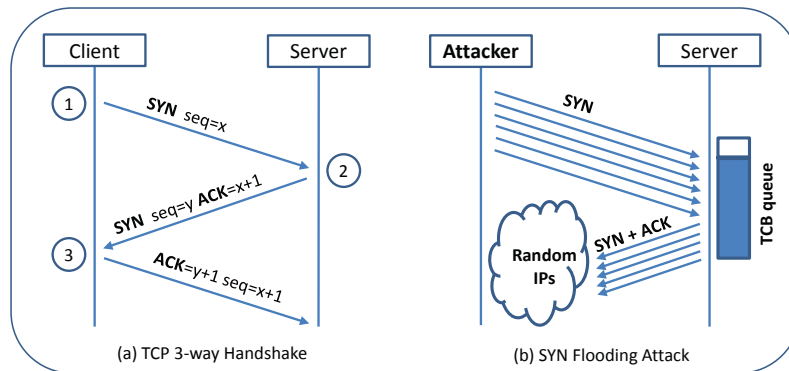 Client
Server
1
SYN seq=x
2
SYN seq=y ACK=x+1
3
ACK=y+1 seq=x+1
(a) TCP 3-way Handshake
Attacker
Server
SYN
TCB queue
SYN + ACK
Random
IPs
(b) SYN Flooding Attack